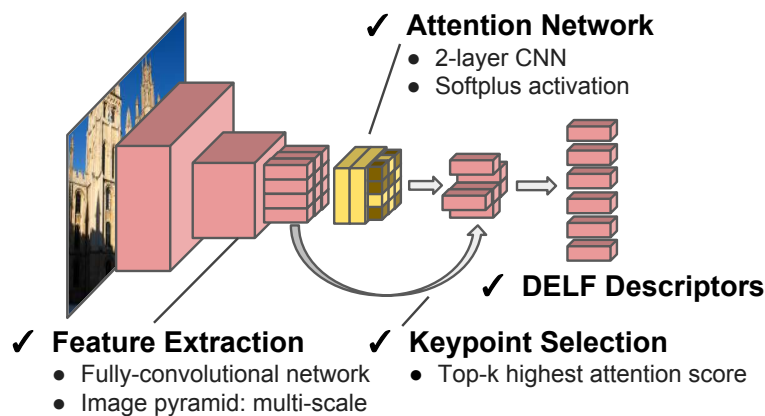 ✓ Attention Network
● 2-layer CNN
● Softplus activation
✓ DELF Descriptors
✓ Feature Extraction
● Fully-convolutional network
● Image pyramid: multi-scale
✓ Keypoint Selection
● Top-k highest attention score